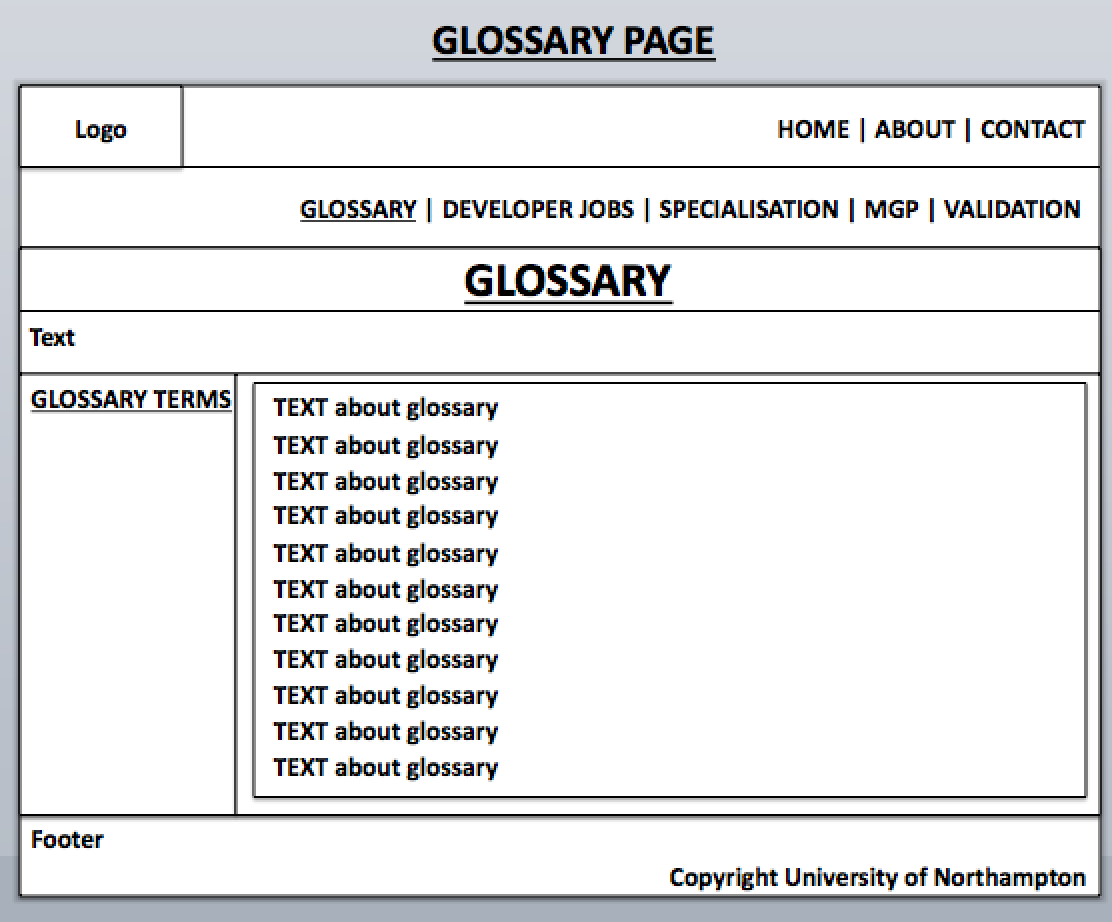 GLOSSARY PAGE
Logo
HOME | ABOUT | CONTACT
GLOSSARY | DEVELOPER JOBS | SPECIALISATION | MGP | VALIDATION
GLOSSARY
Text
GLOSSARY TERMS
TEXT about glossary
TEXT about glossary
TEXT about glossary
TEXT about glossary
TEXT about glossary
TEXT about glossary
TEXT about glossary
TEXT about glossary
TEXT about glossary
TEXT about glossary
TEXT about glossary
Footer
Copyright University of Northampton